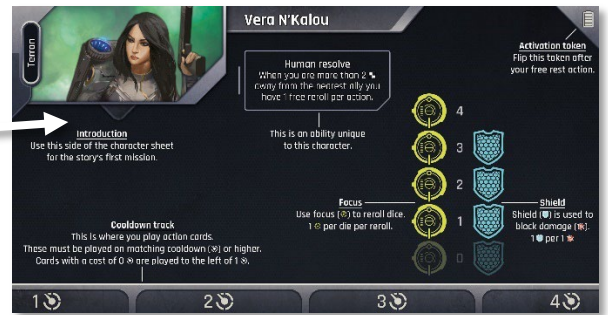 Terran
Vera N'Kalou
Activation token
Flip this token after
your free rest action.
Human resolve
When you are more than 2
away from the nearest ally you
have 1 free reroll per action.
This is an ability unique
to this character.
Introduction
Use this side of the character sheet
for the story's first mission.
4
3
2
1
0
Focus
Use focus ( ) to reroll dice.
1 per die per reroll.
Shield
Shield ( ) is used to
block damage ( ).
1 per 1
Cooldown track
This is where you play action cards.
These must be played on matching cooldown ( ) or higher.
Cards with a cost of 0 are played to the left of 1 .
1
2
3
4